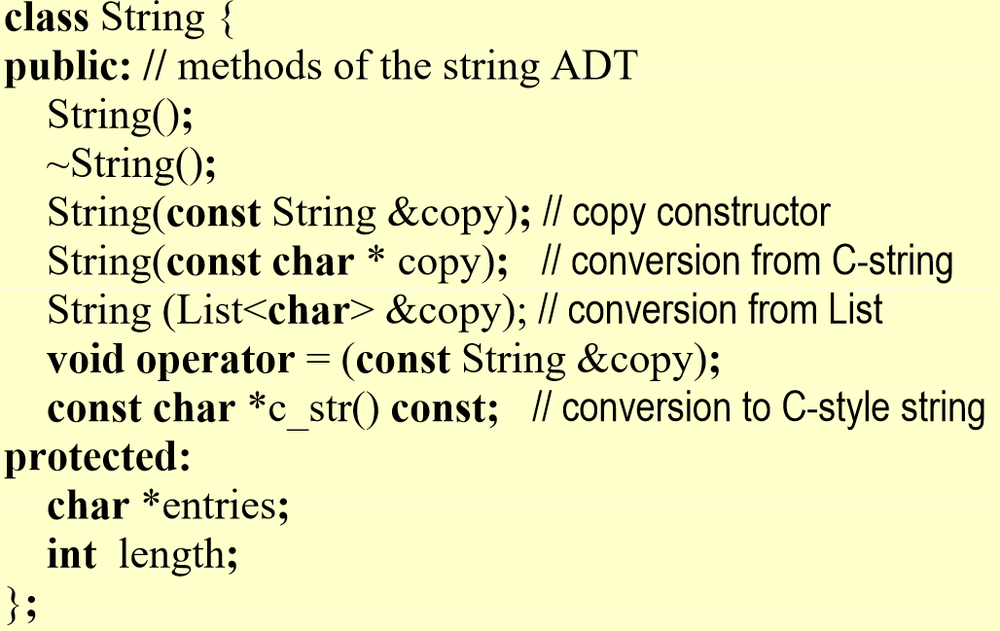 class String {
public: // methods of the string ADT
String();
~String();
String(const String &copy); // copy constructor
String(const char * copy); // conversion from C-string
String (List<char> &copy); // conversion from List
void operator = (const String &copy);
const char *c_str() const; // conversion to C-style string
protected:
char *entries;
int length;
};